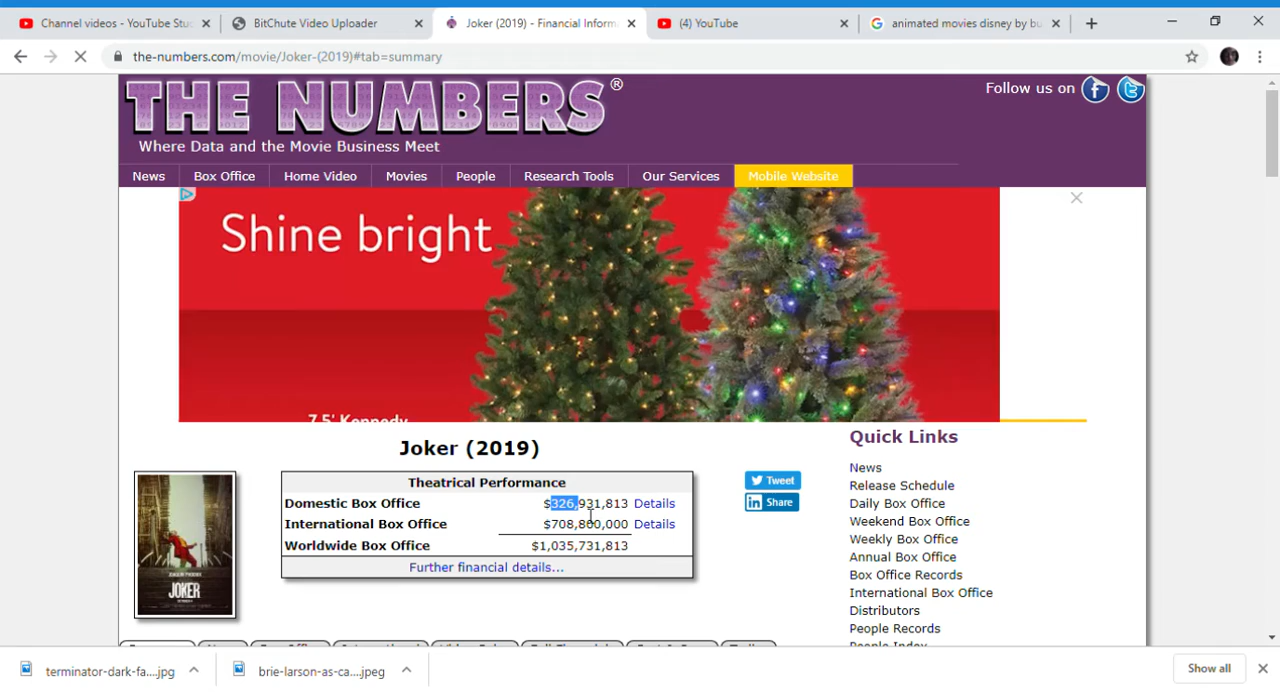 Channel videos - YouTube Stu
BitChute Video Uploader
Joker (2019) - Financial Inform
(4) YouTube
animated movies disney by bu
the-numbers.com/movie/Joker-(2019)#tab=summary
THE NUMBERS®
Where Data and the Movie Business Meet
Follow us on
News Box Office Home Video Movies People Research Tools Our Services Mobile Website
Shine bright
7.5' Kennedy
Joker (2019)
Theatrical Performance
Domestic Box Office $326,931,813 Details
International Box Office $708,800,000 Details
Worldwide Box Office $1,035,731,813
Further financial details...
JOKER
Tweet
Share
Quick Links
News
Release Schedule
Daily Box Office
Weekend Box Office
Weekly Box Office
Annual Box Office
Box Office Records
International Box Office
Distributors
People Records
People Index
terminator-dark-fa....jpg
brie-larson-as-ca....jpeg
Show all